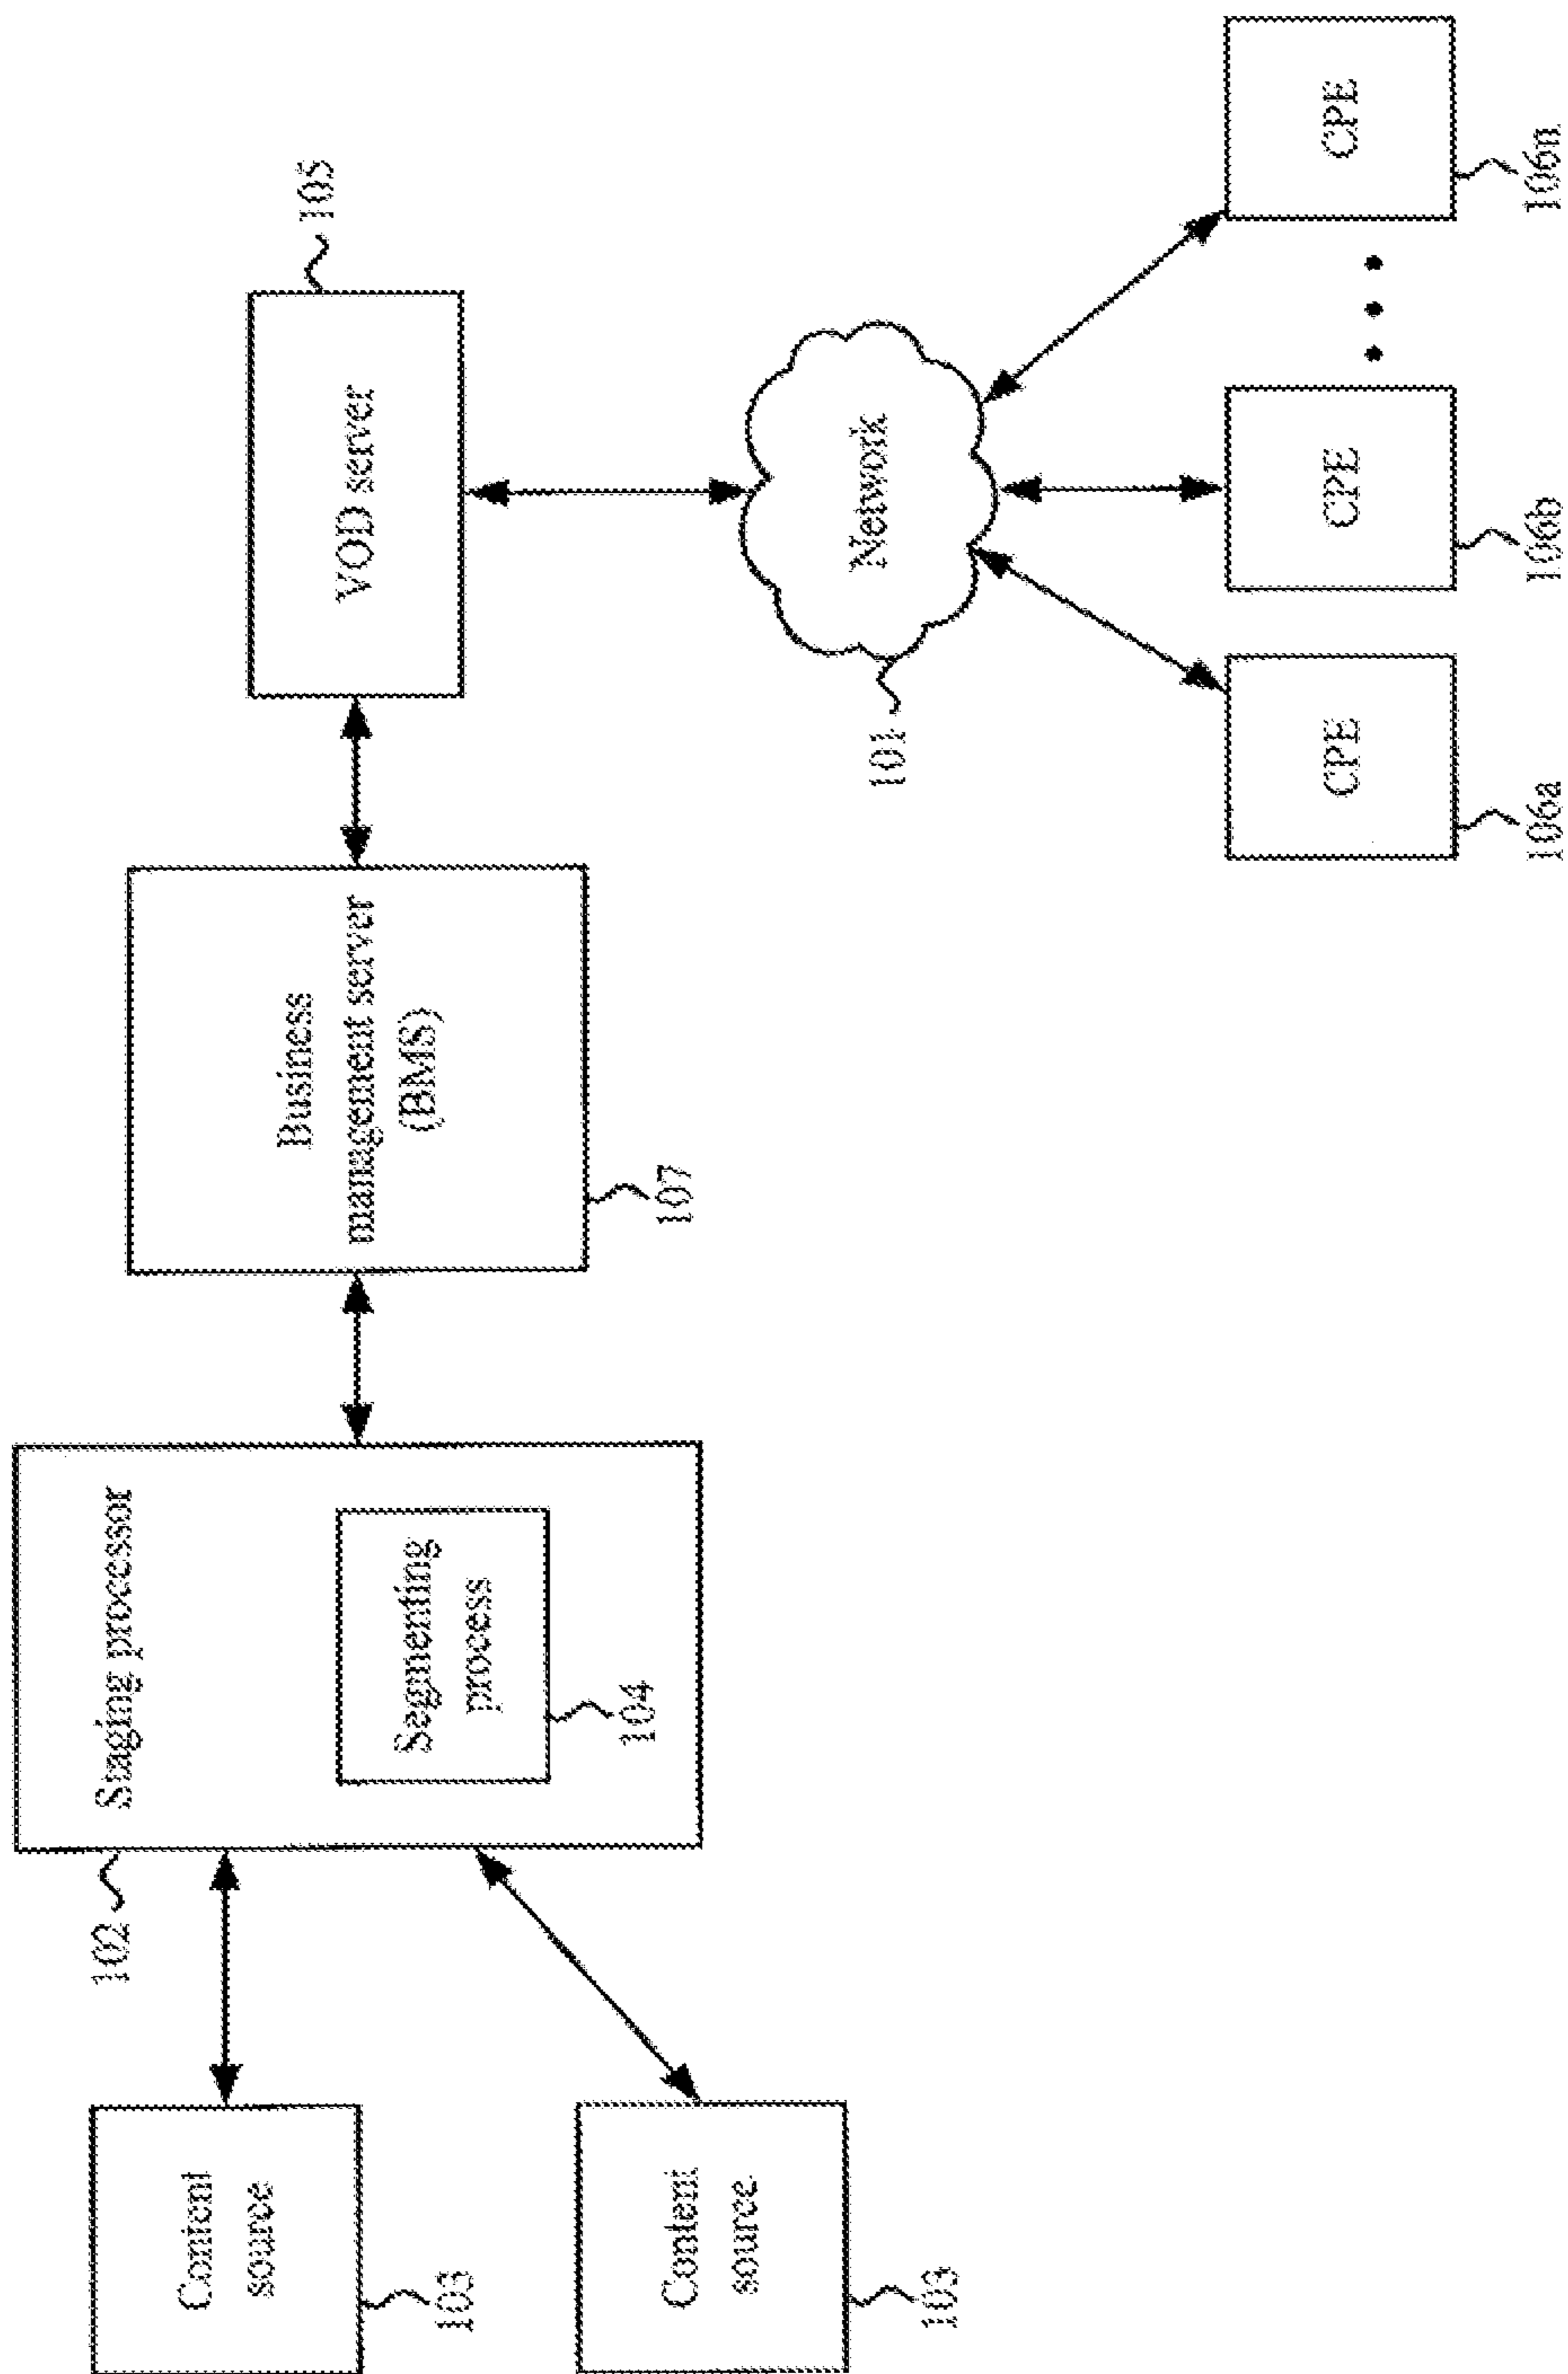 Content
source
103
Content
source
103
102
Staging processor
Segmenting
process
104
Business
management server
(BMS)
107
VOD server
105
Network
101
CPE
106a
CPE
106b
CPE
106n